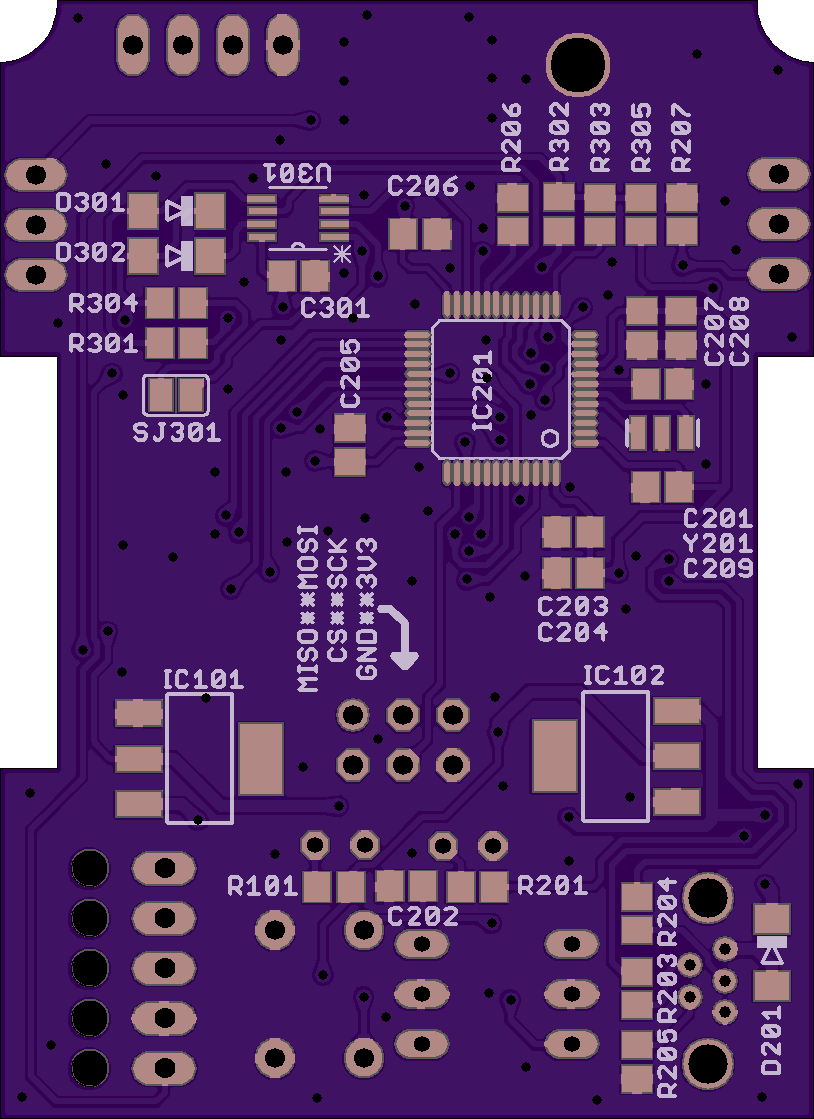 R206
R302
R303
R305
R207
U301
C206
D301
D302
C301
R304
R301
C207
C208
C205
IC201
SJ301
C201
Y201
C209
MISO**MOSI
CS**SCK
GND**3V3
C203
C204
IC101
IC102
R101
C202
R201
R204
R203
R205
D201